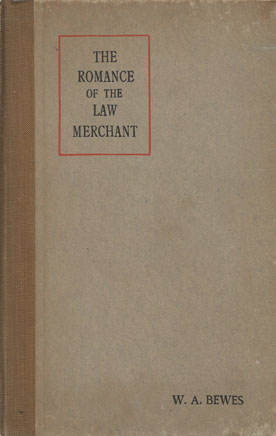 THE
ROMANCE
OF THE
LAW
MERCHANT
W. A. BEWES